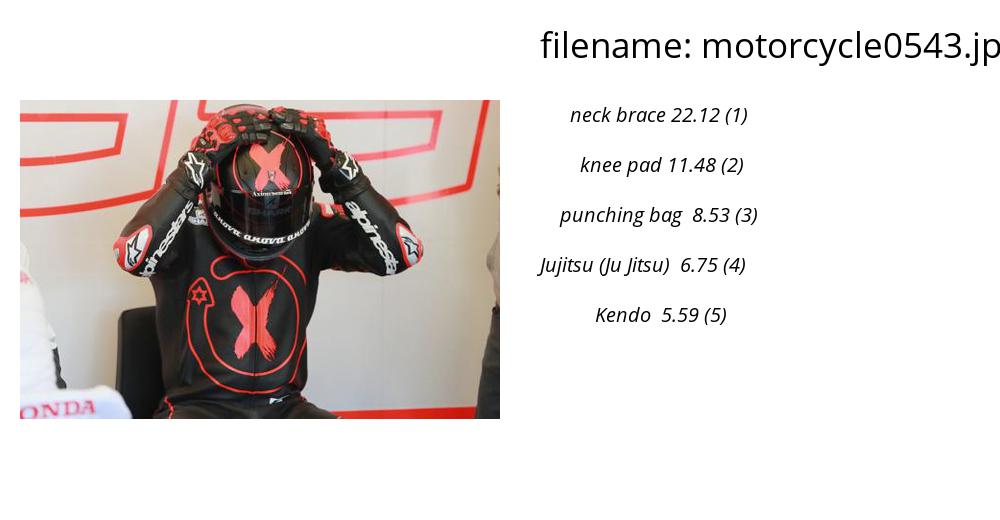 filename: motorcycle0543.jp
neck brace 22.12 (1)
knee pad 11.48 (2)
punching bag 8.53 (3)
Jujitsu (Ju Jitsu) 6.75 (4)
Kendo 5.59 (5)
alpinestars
alpinestars
ONDA